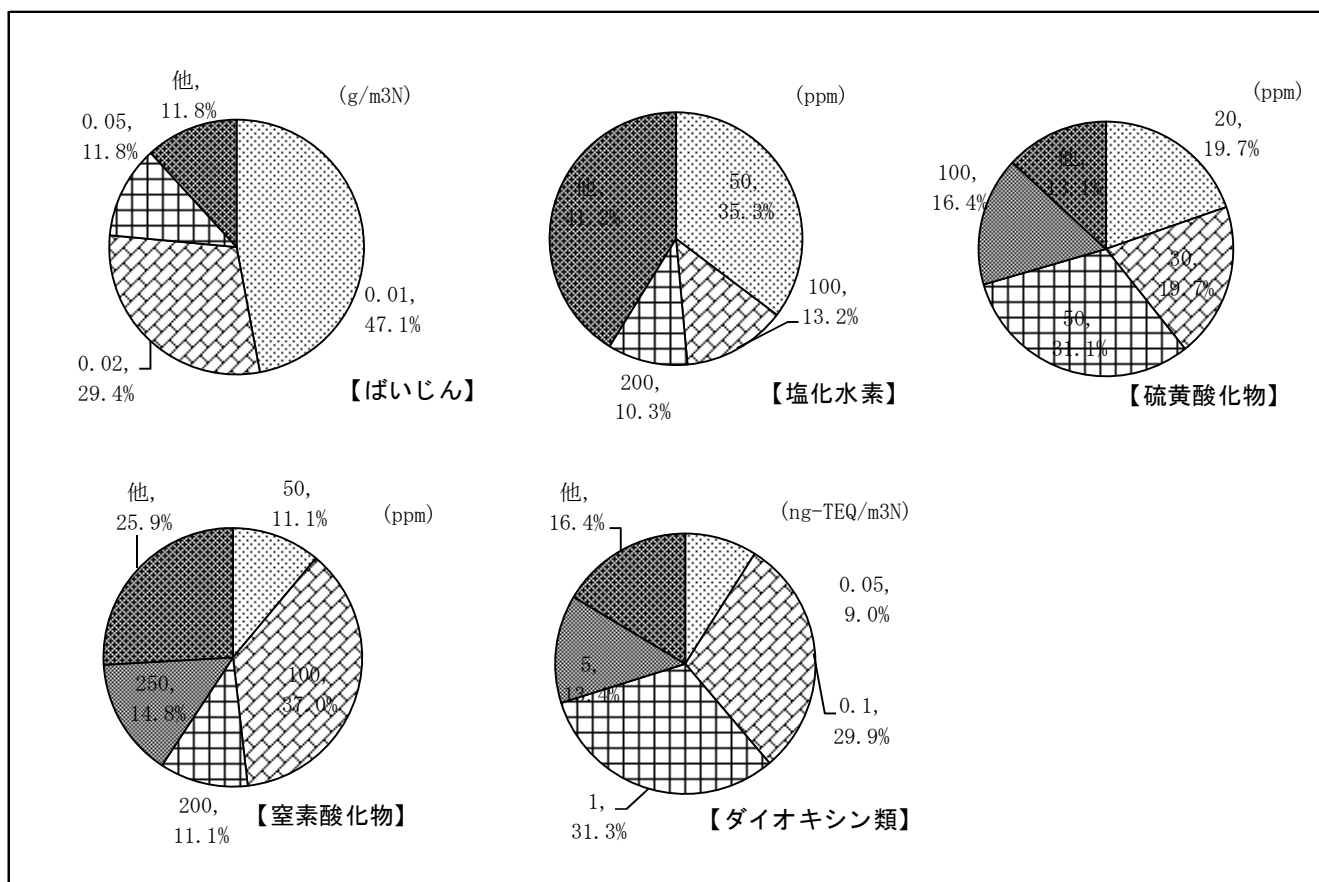 (g/m3N)
他,
11.8%
0.05,
11.8%
0.01,
47.1%
0.02,
29.4%
【ばいじん】
(ppm)
他,
41.2%
50,
35.3%
100,
13.2%
200,
10.3%
【塩化水素】
(ppm)
20,
19.7%
他,
13.1%
100,
16.4%
30,
19.7%
50,
31.1%
【硫黄酸化物】
(ppm)
50,
11.1%
他,
25.9%
100,
37.0%
250,
14.8%
200,
11.1%
【窒素酸化物】
(ng-TEQ/m3N)
他,
16.4%
0.05,
9.0%
5,
13.4%
0.1,
29.9%
1,
31.3%
【ダイオキシン類】